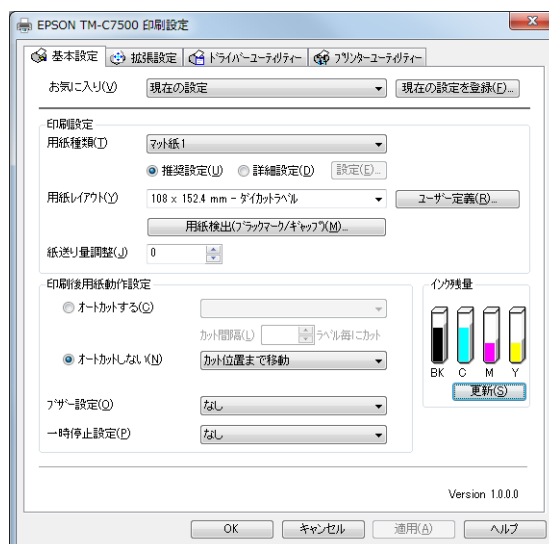 EPSON TM-C7500 印刷設定
基本設定 拡張設定 ドライバーユーティリティー プリンターユーティリティー
お気に入り(V) 現在の設定 現在の設定を登録(F)...
印刷設定
用紙種類(T) マット紙1
推奨設定(U) 詳細設定(D) 設定(E)...
用紙レイアウト(Y) 108 x 152.4 mm - ダイカットラベル ユーザー定義(R)...
用紙検出(ブラックマーク/ギャップ)(M)...
紙送り量調整(J) 0
印刷後用紙動作設定 インク残量
オートカットする(C)
カット間隔(L) ラベル毎にカット
オートカットしない(N) カット位置まで移動
BK C M Y
更新(S)
ブザー設定(O) なし
一時停止設定(P) なし
Version 1.0.0.0
OK キャンセル 適用(A) ヘルプ